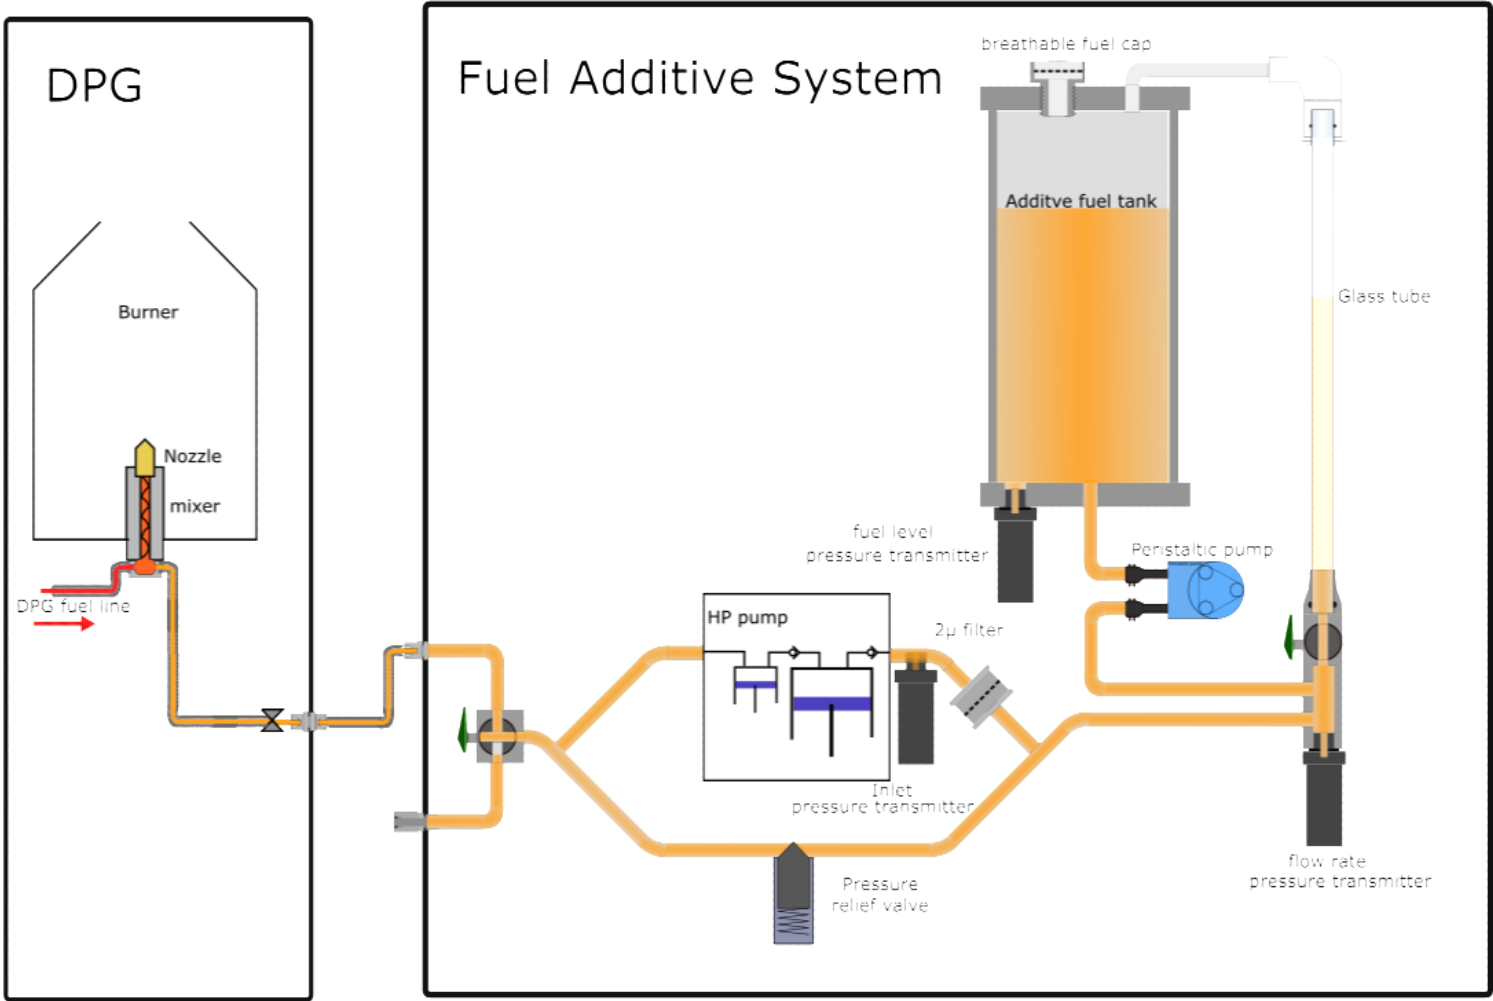 DPG
Fuel Additive System
breathable fuel cap
Additve fuel tank
Glass tube
Burner
Nozzle
mixer
DPG fuel line
fuel level
pressure transmitter
Peristaltic pump
HP pump
2µ filter
Inlet
pressure transmitter
Pressure
relief valve
flow rate
pressure transmitter